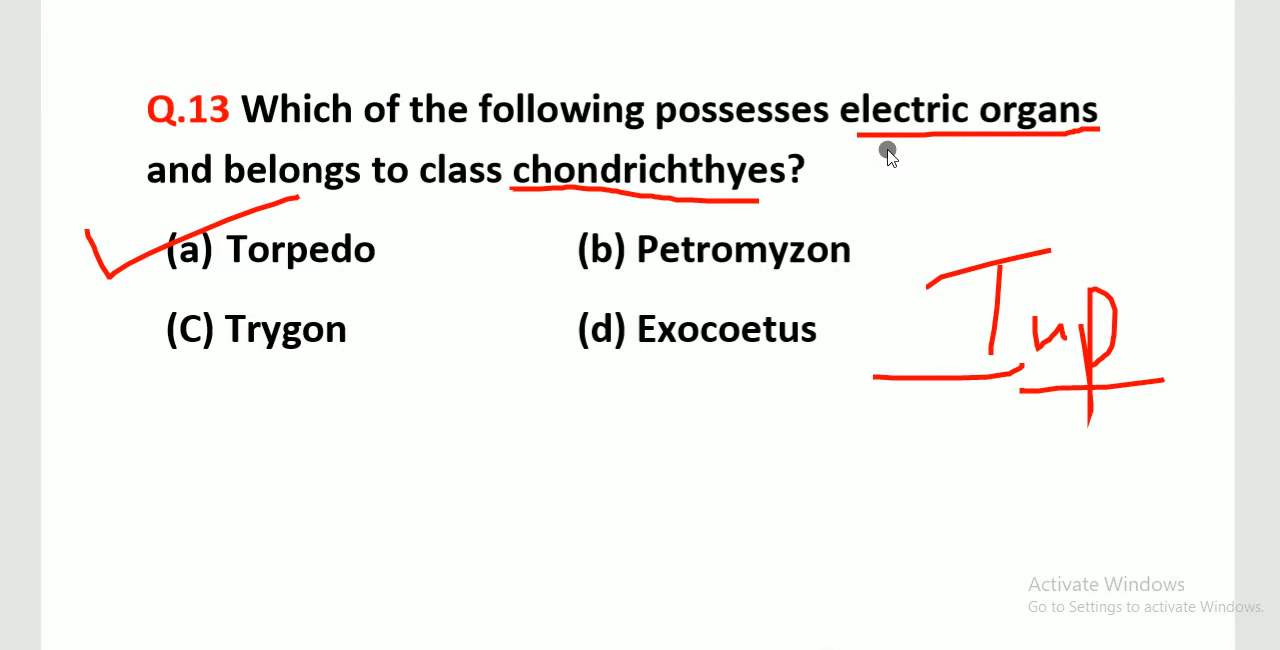 Q.13 Which of the following possesses electric organs
and belongs to class chondrichthyes?
(a) Torpedo (b) Petromyzon
(C) Trygon (d) Exocoetus
Activate Windows
Go to Settings to activate Windows.